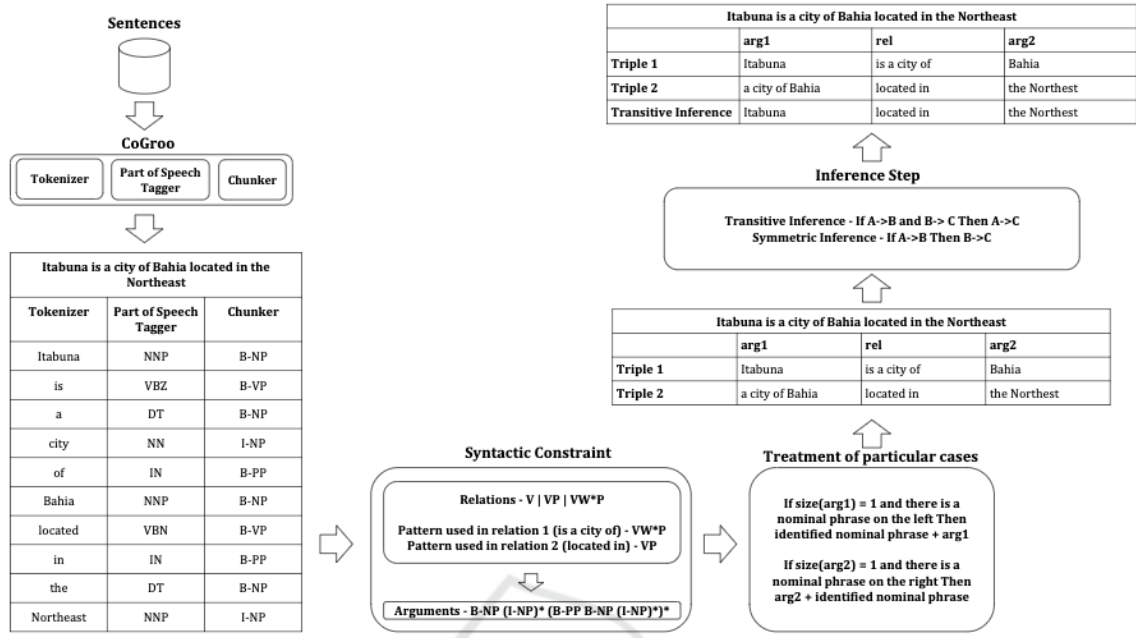 Sentences
CoGroo
Tokenizer
Part of Speech
Tagger
Chunker
Itabuna is a city of Bahia located in the
Northeast
Tokenizer Part of Speech Chunker
Tagger
Itabuna NNP B-NP
is VBZ B-VP
a DT B-NP
city NN I-NP
of IN B-PP
Bahia NNP B-NP
located VBN B-VP
in IN B-PP
the DT B-NP
Northeast NNP I-NP
Syntactic Constraint
Relations - V | VP | VW*P
Pattern used in relation 1 (is a city of) - VW*P
Pattern used in relation 2 (located in) - VP
Arguments - B-NP (I-NP)* (B-PP B-NP (I-NP)*)*
Treatment of particular cases
If size(arg1) = 1 and there is a
nominal phrase on the left Then
identified nominal phrase + arg1
If size(arg2) = 1 and there is a
nominal phrase on the right Then
arg2 + identified nominal phrase
Itabuna is a city of Bahia located in the Northeast
arg1 rel arg2
Triple 1 Itabuna is a city of Bahia
Triple 2 a city of Bahia located in the Northest
Inference Step
Transitive Inference - If A->B and B-> C Then A->C
Symmetric Inference - If A->B Then B->C
Itabuna is a city of Bahia located in the Northeast
arg1 rel arg2
Triple 1 Itabuna is a city of Bahia
Triple 2 a city of Bahia located in the Northest
Transitive Inference Itabuna located in the Northest